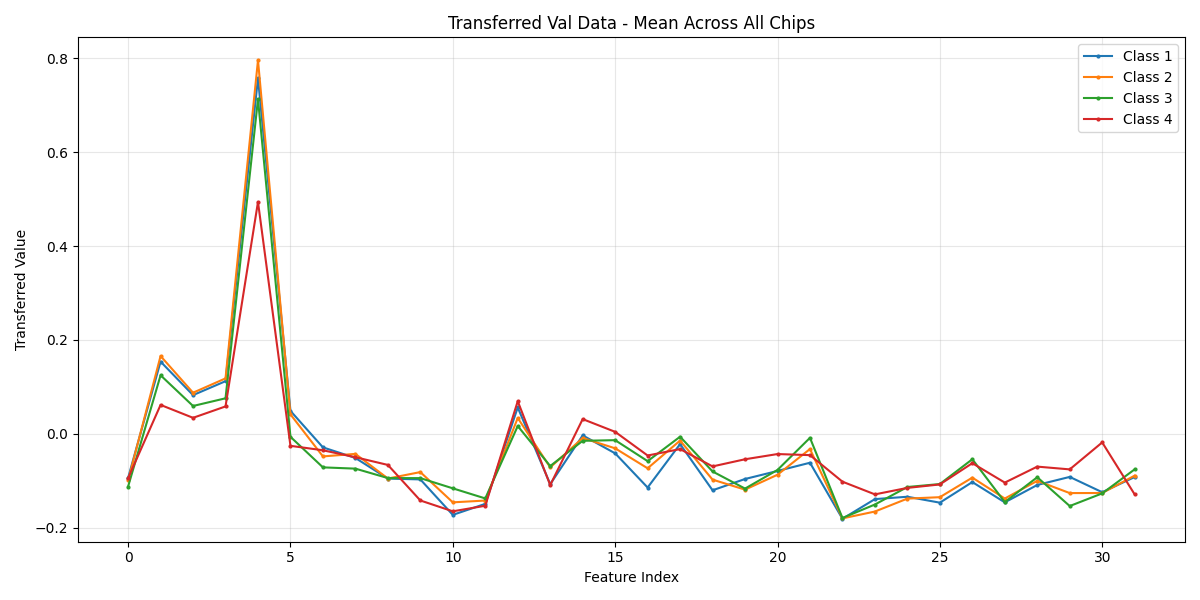 Transferred Val Data - Mean Across All Chips
Transferred Value
0.8
0.6
0.4
0.2
0.0
−0.2
0
5
10
15
20
25
30
Feature Index
Class 1
Class 2
Class 3
Class 4